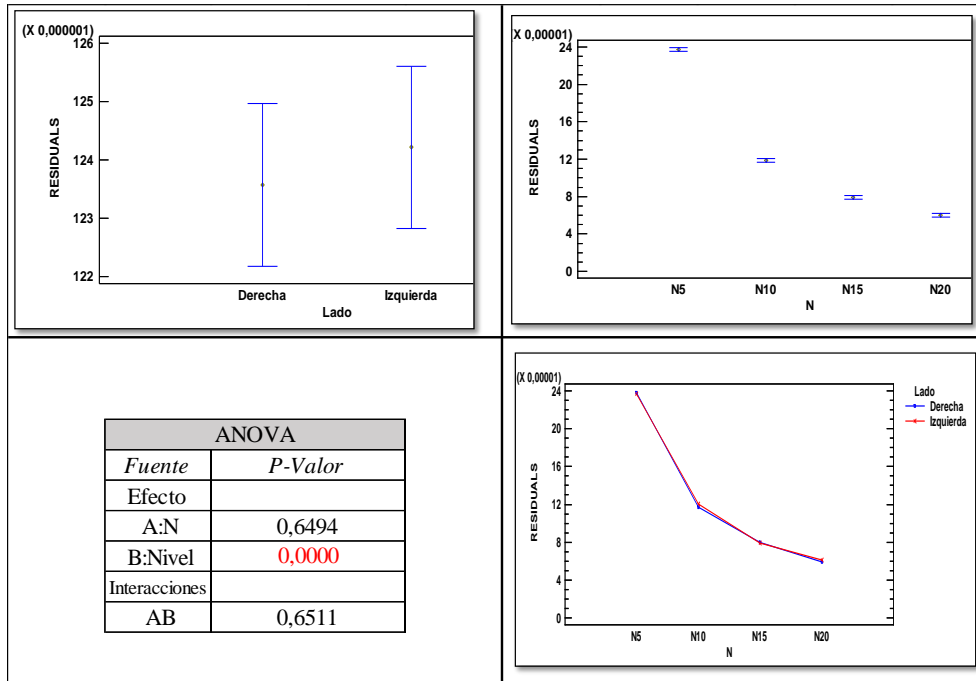 (X 0,000001)
126
125
124
123
122
RESIDUALS
Derecha
Izquierda
Lado
X 0,00001)
24
20
16
12
8
4
0
RESIDUALS
N5
N10
N15
N20
N
ANOVA
Fuente P-Valor
Efecto
A:N 0,6494
B:Nivel 0,0000
Interacciones
AB 0,6511
(X 0,00001)
24
20
16
12
8
4
0
RESIDUALS
N5
N10
N15
N20
N
Lado
Derecha
Izquierda